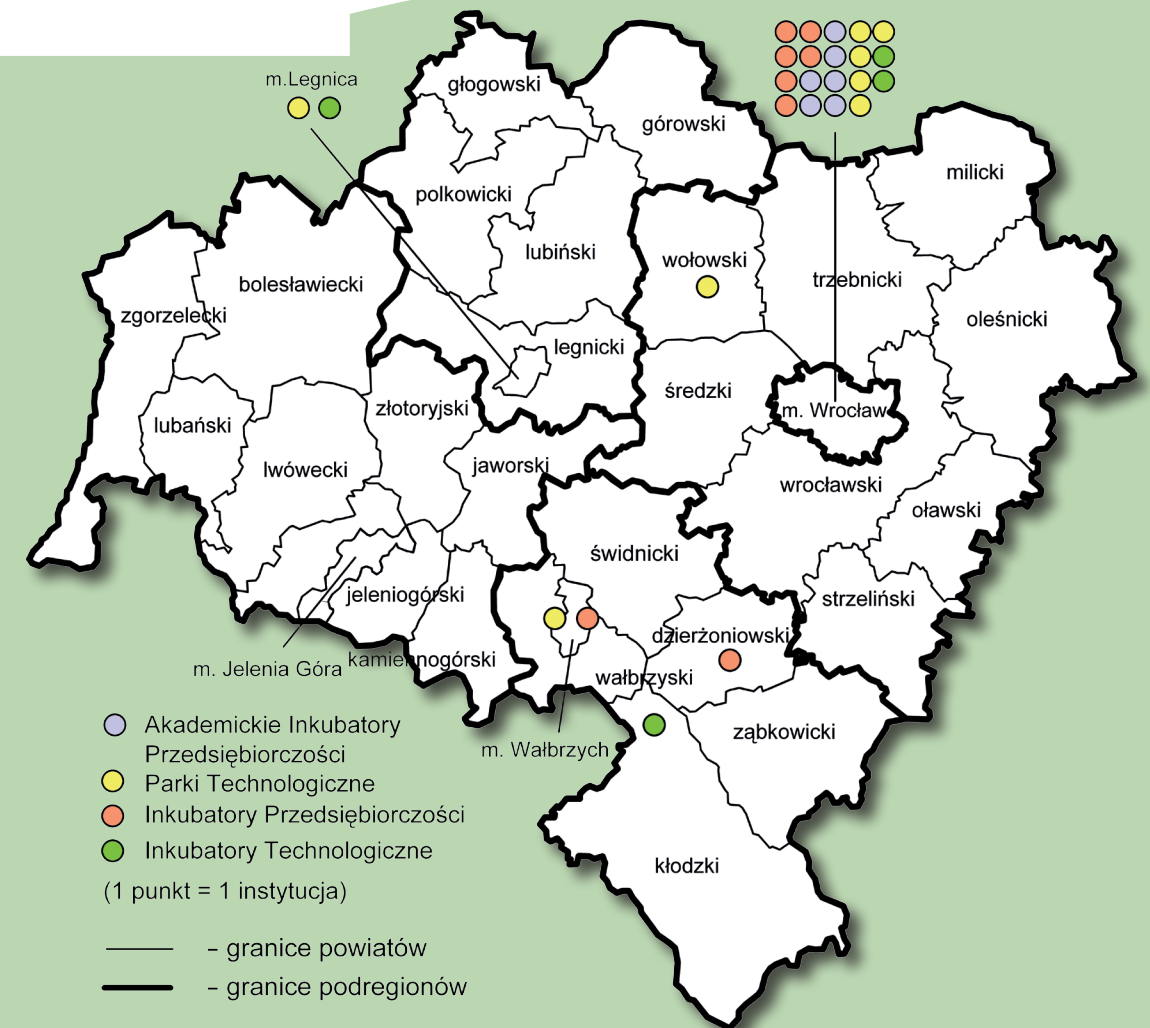 m.Legnica
głogowski
górowski
milicki
polkowicki
lubiński
wołowski
trzebnicki
bolesławiecki
zgorzelecki
oleśnicki
legnicki
średzki
złotoryjski
m. Wrocław
lubański
lwówecki
jaworski
wrocławski
oławski
świdnicki
jeleniogórski
strzeliński
dzierżoniowski
kamiennogórski
m. Jelenia Góra
wałbrzyski
ząbkowicki
m. Wałbrzych
kłodzki
Akademickie Inkubatory
Przedsiębiorczości
Parki Technologiczne
Inkubatory Przedsiębiorczości
Inkubatory Technologiczne
(1 punkt = 1 instytucja)
- granice powiatów
- granice podregionów